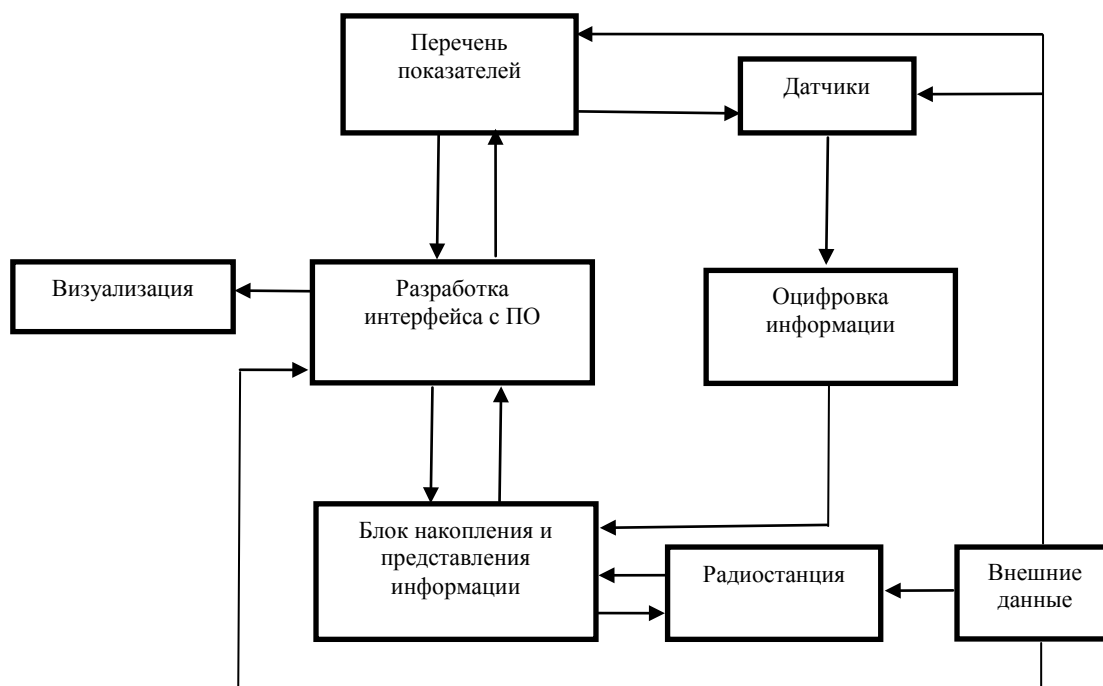 Перечень
показателей
Датчики
Визуализация
Разработка
интерфейса с ПО
Оцифровка
информации
Блок накопления и
представления
информации
Радиостанция
Внешние
данные